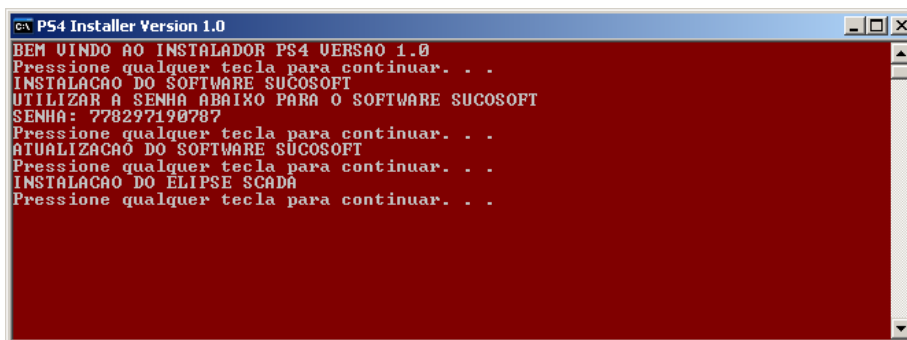 PS4 Installer Version 1.0
BEM VINDO AO INSTALADOR PS4 VERSAO 1.0
Pressione qualquer tecla para continuar. . .
INSTALACAO DO SOFTWARE SUCOSOFT
UTILIZAR A SENHA ABAIXO PARA O SOFTWARE SUCOSOFT
SENHA: 778297190787
Pressione qualquer tecla para continuar. . .
ATUALIZACAO DO SOFTWARE SUCOSOFT
Pressione qualquer tecla para continuar. . .
INSTALACAO DO ELIPSE SCADA
Pressione qualquer tecla para continuar. . .